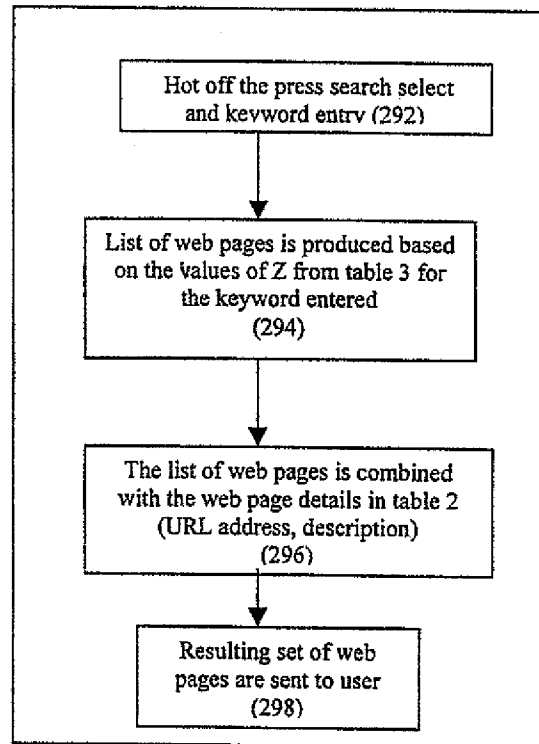 Hot off the press search select
and keyword entry (292)
List of web pages is produced based
on the values of Z from table 3 for
the keyword entered
(294)
The list of web pages is combined
with the web page details in table 2
(URL address, description)
(296)
Resulting set of web
pages are sent to user
(298)